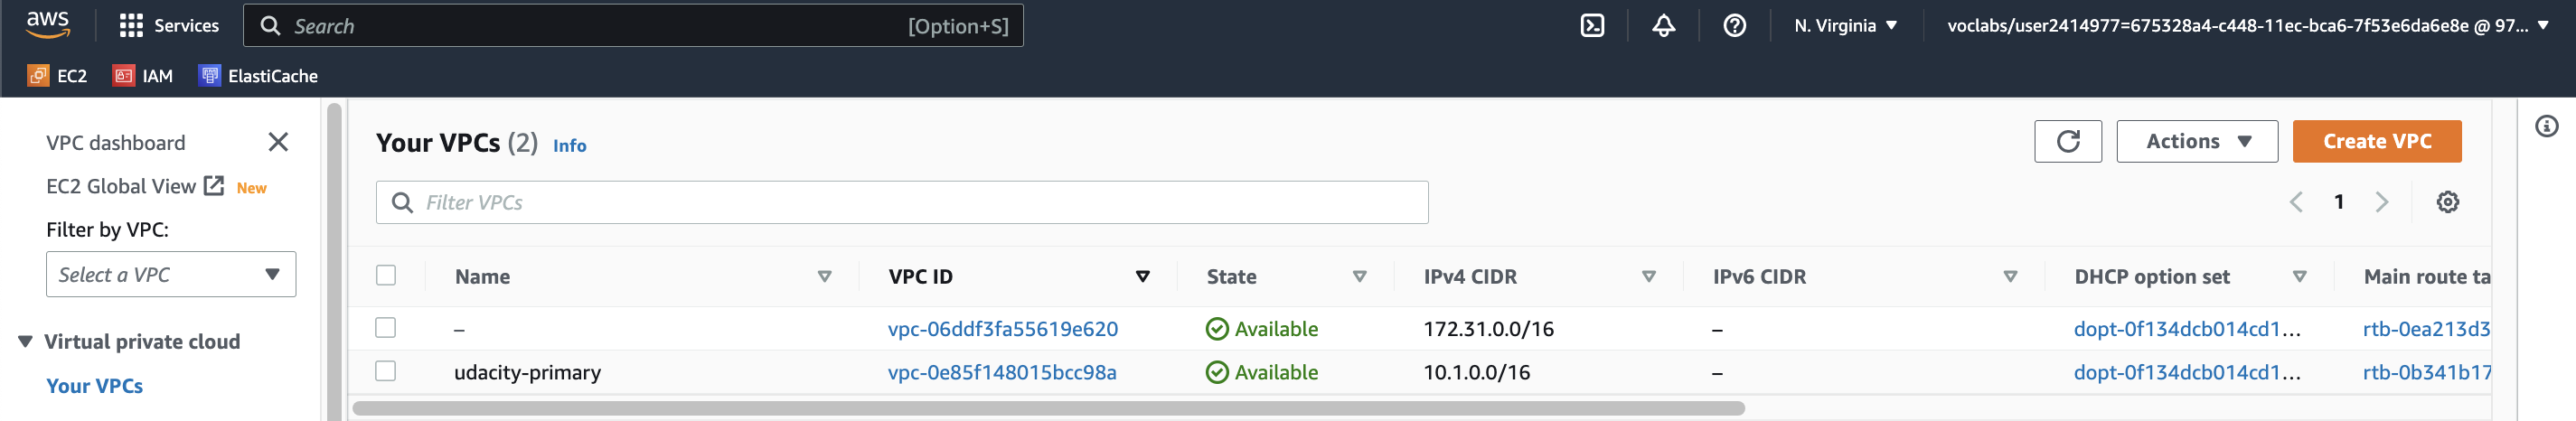 aws Services Search [Option+S] N. Virginia voclabs/user2414977=675328a4-c448-11ec-bca6-7f53e6da6e8e @ 97...
EC2 IAM ElastiCache
VPC dashboard
EC2 Global View New
Filter by VPC:
Select a VPC
Virtual private cloud
Your VPCs
Your VPCs (2) Info Actions Create VPC
Filter VPCs 1
Name VPC ID State IPv4 CIDR IPv6 CIDR DHCP option set Main route ta
– vpc-06ddf3fa55619e620 Available 172.31.0.0/16 – dopt-0f134dcb014cd1... rtb-0ea213d3
udacity-primary vpc-0e85f148015bcc98a Available 10.1.0.0/16 – dopt-0f134dcb014cd1... rtb-0b341b17